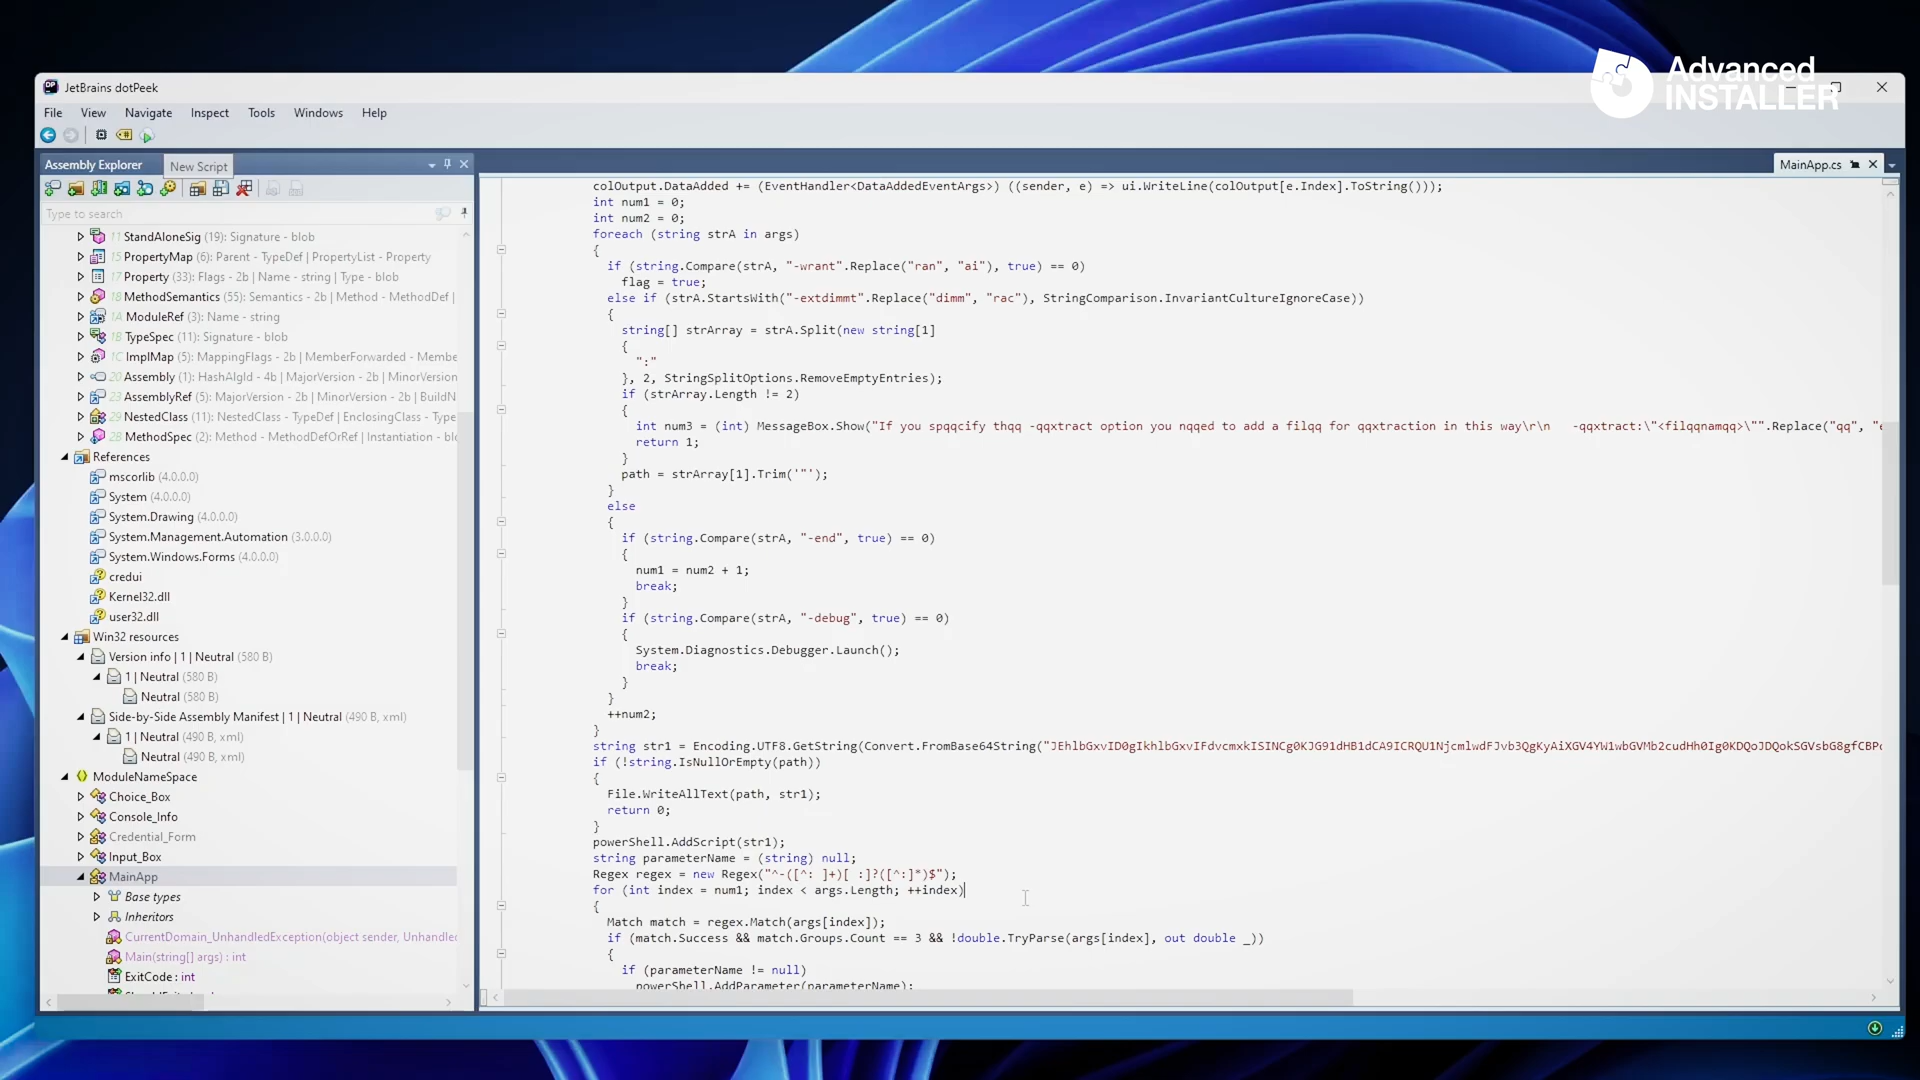 Advanced
INSTALLER
JetBrains dotPeek
File View Navigate Inspect Tools Windows Help
Assembly Explorer
New Script
Type to search
11 StandAloneSig (19): Signature - blob
15 PropertyMap (6): Parent - TypeDef | PropertyList - Property
17 Property (33): Flags - 2b | Name - string | Type - blob
18 MethodSemantics (55): Semantics - 2b | Method - MethodDef |
1A ModuleRef (3): Name - string
1B TypeSpec (11): Signature - blob
1C ImplMap (5): MappingFlags - 2b | MemberForwarded - Membe
20 Assembly (1): HashAlgId - 4b | MajorVersion - 2b | MinorVersion
23 AssemblyRef (5): MajorVersion - 2b | MinorVersion - 2b | BuildN
29 NestedClass (11): NestedClass - TypeDef | EnclosingClass - Type
2B MethodSpec (2): Method - MethodDefOrRef | Instantiation - blo
References
mscorlib (4.0.0.0)
System (4.0.0.0)
System.Drawing (4.0.0.0)
System.Management.Automation (3.0.0.0)
System.Windows.Forms (4.0.0.0)
credui
Kernel32.dll
user32.dll
Win32 resources
Version info | 1 | Neutral (580 B)
1 | Neutral (580 B)
Neutral (580 B)
Side-by-Side Assembly Manifest | 1 | Neutral (490 B, xml)
1 | Neutral (490 B, xml)
Neutral (490 B, xml)
ModuleNameSpace
Choice_Box
Console_Info
Credential_Form
Input_Box
MainApp
Base types
Inheritors
CurrentDomain_UnhandledException(object sender, Unhandled
Main(string[] args) : int
ExitCode : int
MainApp.cs
colOutput.DataAdded += (EventHandler<DataAddedEventArgs>) ((sender, e) => ui.WriteLine(colOutput[e.Index].ToString()));
int num1 = 0;
int num2 = 0;
foreach (string strA in args)
{
if (string.Compare(strA, "-wrant".Replace("ran", "ai"), true) == 0)
flag = true;
else if (strA.StartsWith("-extdimmt".Replace("dimm", "rac"), StringComparison.InvariantCultureIgnoreCase))
{
string[] strArray = strA.Split(new string[1]
{
":"
}, 2, StringSplitOptions.RemoveEmptyEntries);
if (strArray.Length != 2)
{
int num3 = (int) MessageBox.Show("If you spqqcify thqq -qqxtract option you nqqed to add a filqq for qqxtraction in this way\r\n   -qqxtract:\"<filqqnamqq>\"".Replace("qq", "e
return 1;
}
path = strArray[1].Trim('"');
}
else
{
if (string.Compare(strA, "-end", true) == 0)
{
num1 = num2 + 1;
break;
}
if (string.Compare(strA, "-debug", true) == 0)
{
System.Diagnostics.Debugger.Launch();
break;
}
}
++num2;
}
string str1 = Encoding.UTF8.GetString(Convert.FromBase64String("JEhlbGxvID0gIkhlbGxvIFdvcmxkISINCg0KJG91dHB1dCA9ICRQU1NjcmlwdFJvb3QgKyAiXGV4YW1wbGVMb2cudHh0Ig0KDQoJDQokSGVsbG8gfCBPd
if (!string.IsNullOrEmpty(path))
{
File.WriteAllText(path, str1);
return 0;
}
powerShell.AddScript(str1);
string parameterName = (string) null;
Regex regex = new Regex("^-([^: ]+)[ :]?([^:]*)$");
for (int index = num1; index < args.Length; ++index)
{
Match match = regex.Match(args[index]);
if (match.Success && match.Groups.Count == 3 && !double.TryParse(args[index], out double _))
{
if (parameterName != null)
powerShell.AddParameter(parameterName);